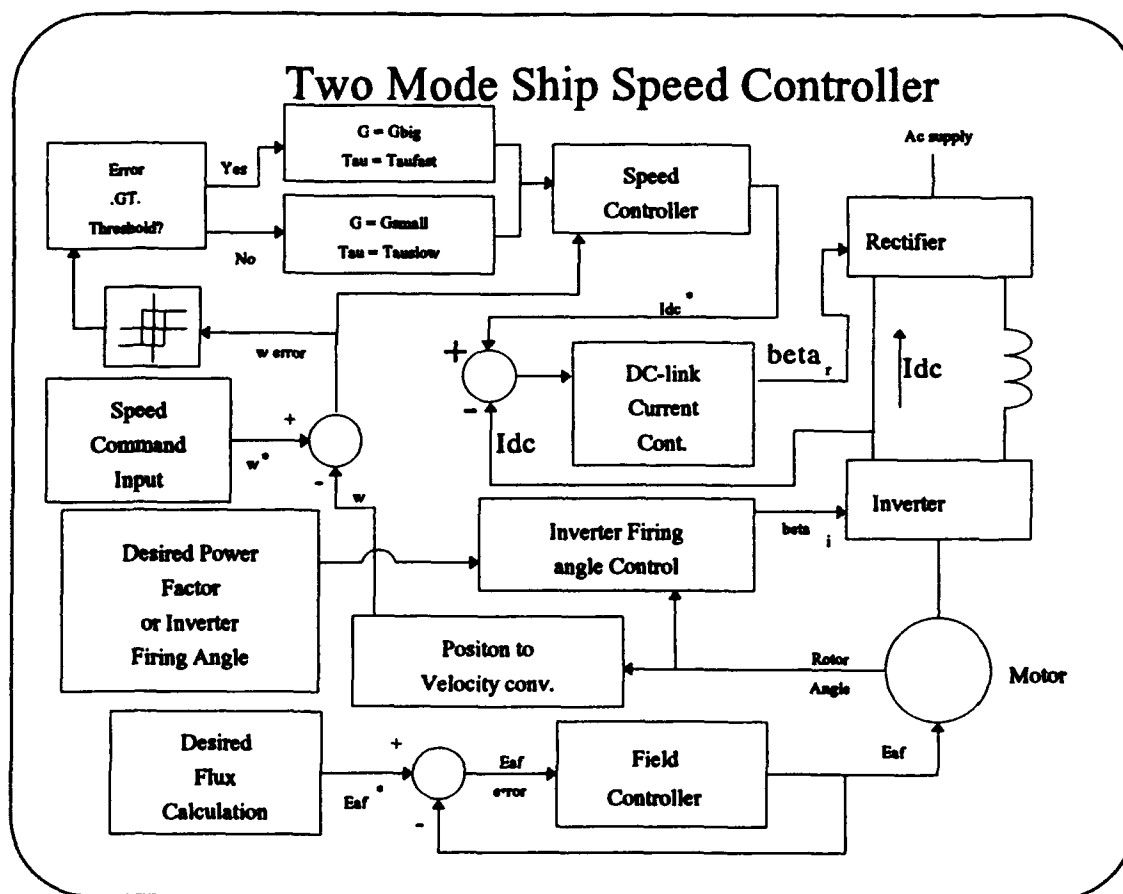 Two Mode Ship Speed Controller
Error
.GT.
Threshold?
Yes
No
G = Gbig
Tau = Taufast
G = Gsmall
Tau = Tauslow
Speed
Controller
Ac supply
Rectifier
w error
Idc*
+
-
Idc
DC-link
Current
Cont.
beta r
Idc
Speed
Command
Input
w*
+
-
w
Inverter
Desired Power
Factor
or Inverter
Firing Angle
Inverter Firing
angle Control
beta i
Positon to
Velocity conv.
Rotor
Angle
Motor
Desired
Flux
Calculation
Eaf*
+
-
Eaf
Field
Controller
Eaf